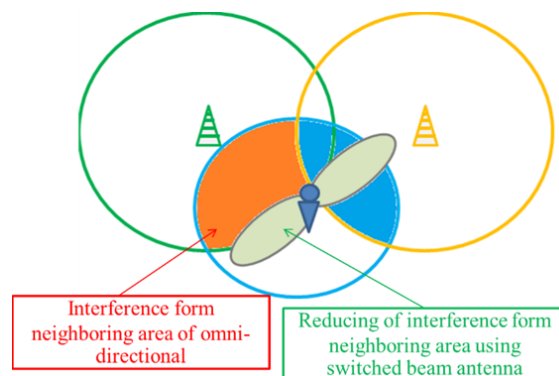 Interference form
neighboring area of omni-
directional
Reducing of interference form
neighboring area using
switched beam antenna